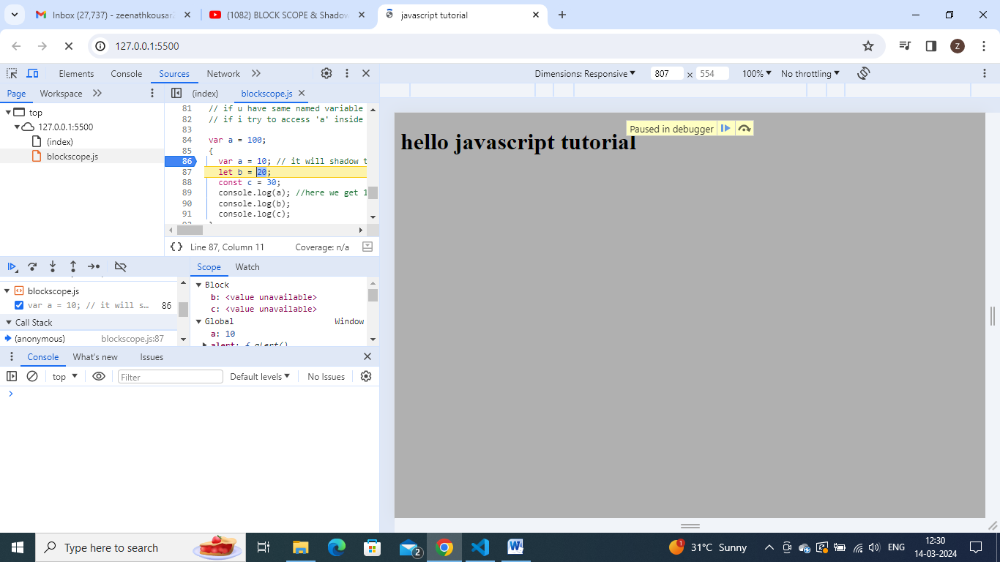 Inbox (27,737) - zeenathkousar2
(1082) BLOCK SCOPE & Shadow
javascript tutorial
127.0.0.1:5500
Z
Elements Console Sources Network
Dimensions: Responsive 807 × 554 100% No throttling
Page Workspace
(index) blockscope.js
top
127.0.0.1:5500
(index)
blockscope.js
81 // if u have same named variable
82 // if i try to access 'a' inside
83
84 var a = 100;
85 {
86 var a = 10; // it will shadow t
87 let b = 20;
88 const c = 30;
89 console.log(a); //here we get 1
90 console.log(b);
91 console.log(c);
{} Line 87, Column 11 Coverage: n/a
Paused in debugger
hello javascript tutorial
Scope Watch
blockscope.js
var a = 10; // it will s… 86
Call Stack
(anonymous) blockscope.js:87
Block
b: <value unavailable>
c: <value unavailable>
Global Window
a: 10
alert: ƒ alert()
Console What's new Issues
top Filter Default levels No Issues
Type here to search
2
1
31°C Sunny
ENG
12:30
14-03-2024